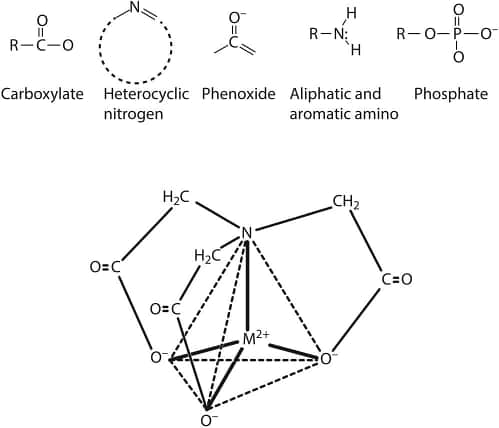 O
R–C–O
N
O⁻
C
H
R–N:
H
O
R–O–P–O⁻
O
Carboxylate
Heterocyclic
nitrogen
Phenoxide
Aliphatic and
aromatic amino
Phosphate
H₂C
CH₂
N
H₂C
O=C
C=O
O=C
M²⁺
O⁻
O⁻
O⁻